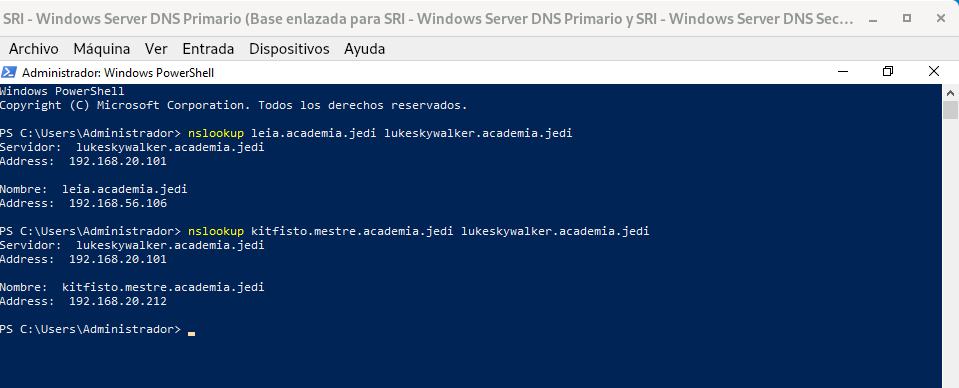 SRI - Windows Server DNS Primario (Base enlazada para SRI - Windows Server DNS Primario y SRI - Windows Server DNS Sec...
Archivo Máquina Ver Entrada Dispositivos Ayuda
Administrador: Windows PowerShell
Windows PowerShell
Copyright (C) Microsoft Corporation. Todos los derechos reservados.
PS C:\Users\Administrador> nslookup leia.academia.jedi lukeskywalker.academia.jedi
Servidor:  lukeskywalker.academia.jedi
Address:  192.168.20.101
Nombre:  leia.academia.jedi
Address:  192.168.56.106
PS C:\Users\Administrador> nslookup kitfisto.mestre.academia.jedi lukeskywalker.academia.jedi
Servidor:  lukeskywalker.academia.jedi
Address:  192.168.20.101
Nombre:  kitfisto.mestre.academia.jedi
Address:  192.168.20.212
PS C:\Users\Administrador>